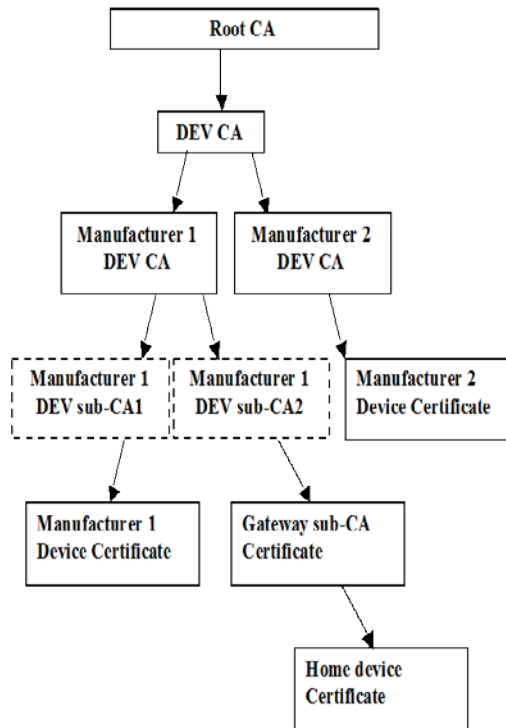 Root CA
DEV CA
Manufacturer 1
DEV CA
Manufacturer 2
DEV CA
Manufacturer 1
DEV sub-CA1
Manufacturer 1
DEV sub-CA2
Manufacturer 2
Device Certificate
Manufacturer 1
Device Certificate
Gateway sub-CA
Certificate
Home device
Certificate